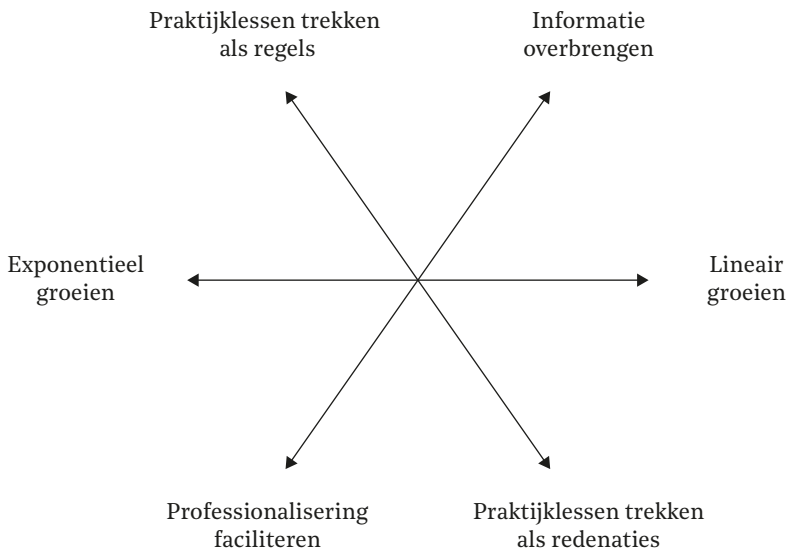 Praktijklessen trekken
als regels
Informatie
overbrengen
Exponentieel
groeien
Lineair
groeien
Professionalisering
faciliteren
Praktijklessen trekken
als redenaties